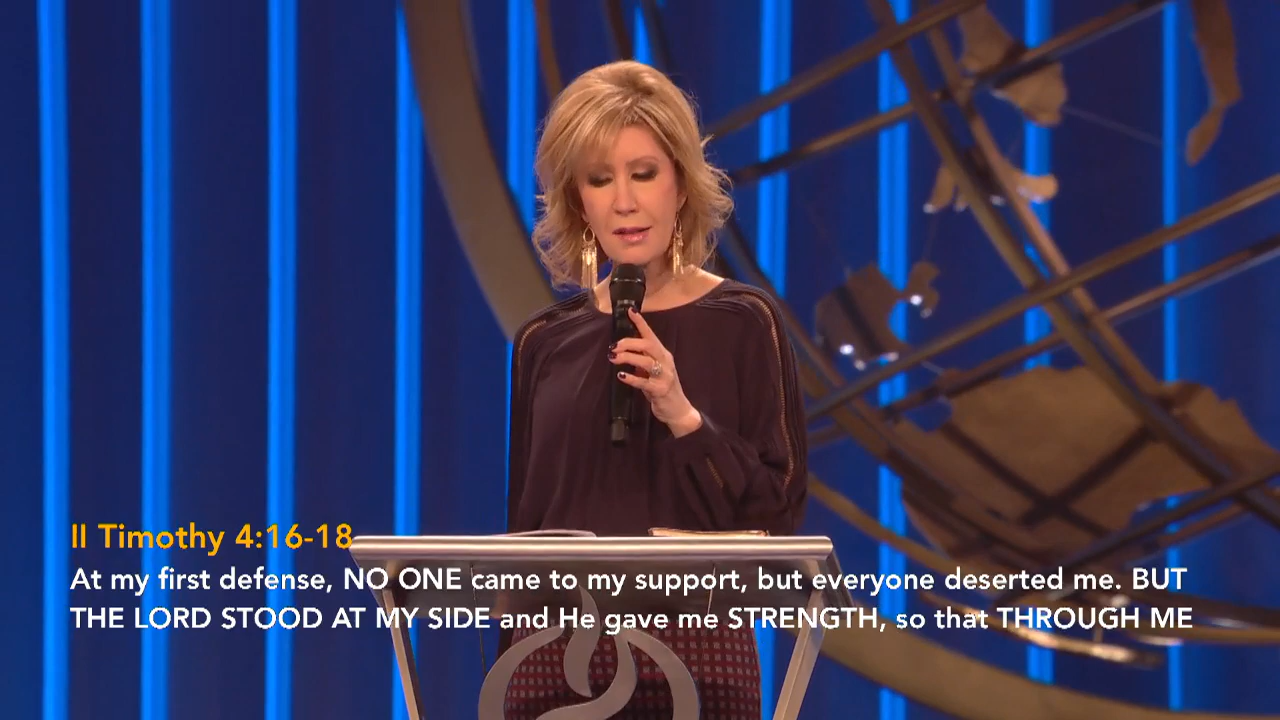 II Timothy 4:16-18
At my first defense, NO ONE came to my support, but everyone deserted me. BUT
THE LORD STOOD AT MY SIDE and He gave me STRENGTH, so that THROUGH ME